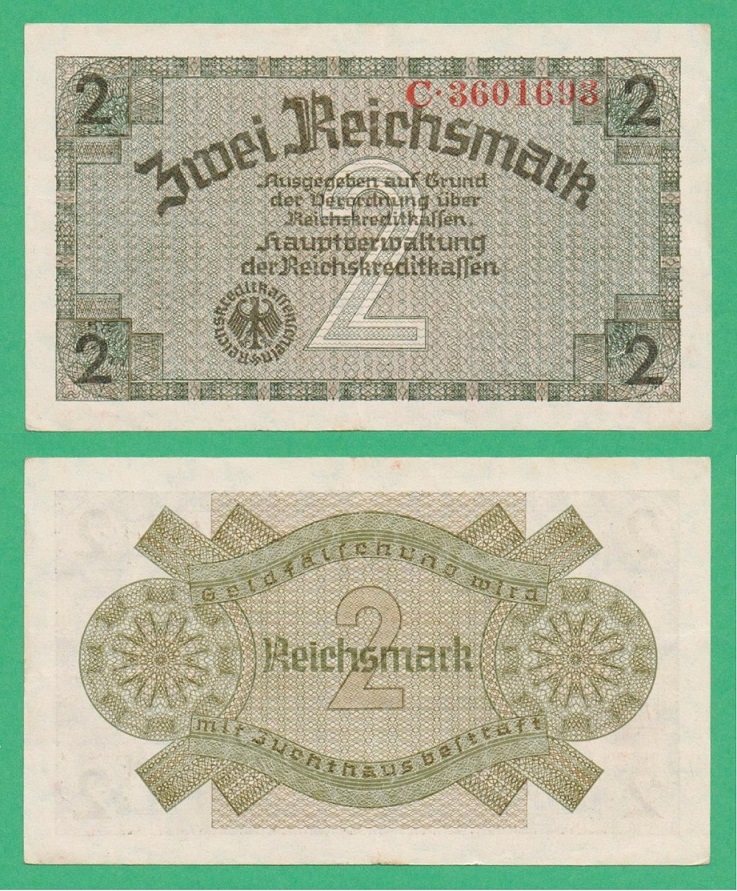 2
C·3601693
2
Zwei Reichsmark
Ausgegeben auf Grund
der Verordnung über
Reichskreditkassen.
Hauptverwaltung
der Reichskreditkassen
2
Reichskreditkassenscheine
2
2
Geldfälschung wird
2
Reichsmark
mit Zuchthaus bestraft